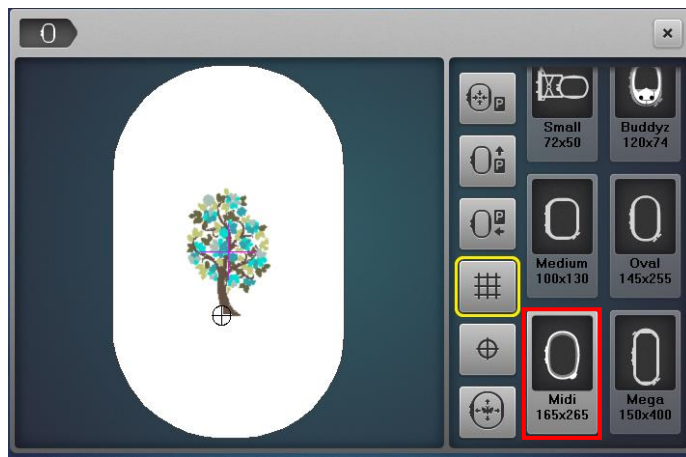 P
Small
72x50
Buddyz
120x74
P
P
Medium
100x130
Oval
145x255
Midi
165x265
Mega
150x400